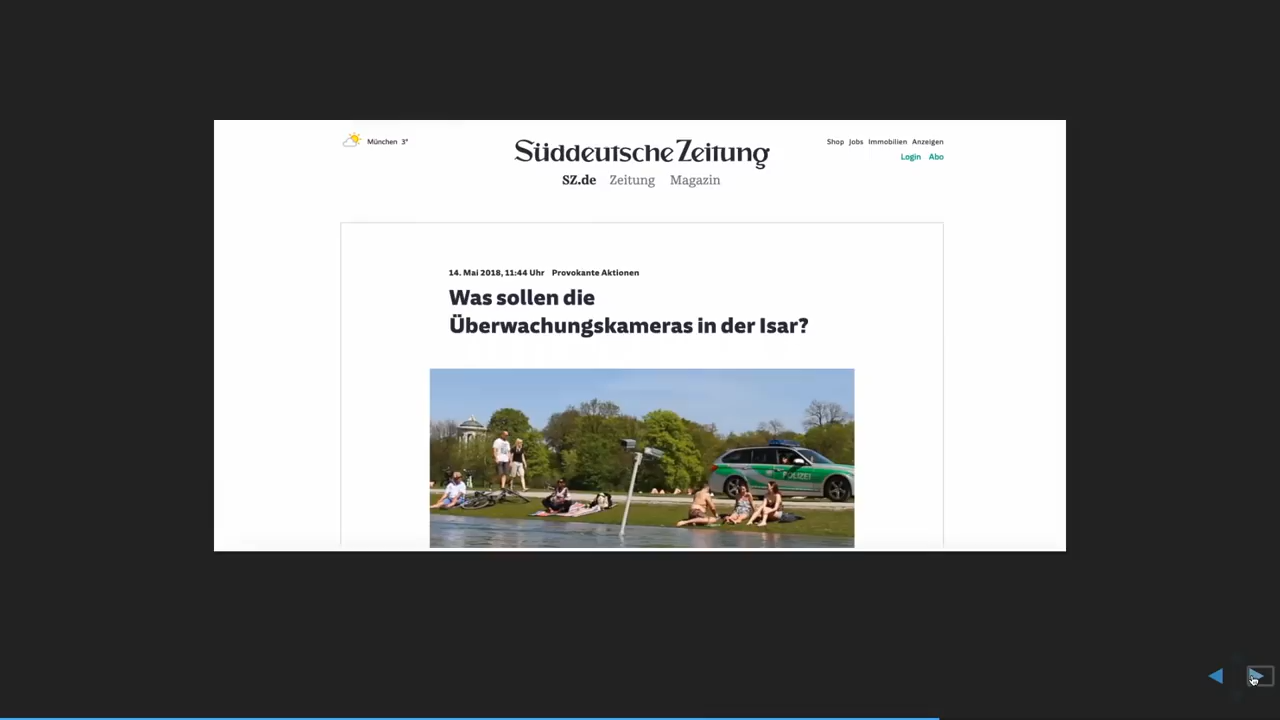 München 3°
Süddeutsche Zeitung
Shop Jobs Immobilien Anzeigen
Login Abo
SZ.de Zeitung Magazin
14. Mai 2018, 11:44 Uhr Provokante Aktionen
Was sollen die
Überwachungskameras in der Isar?
POLIZEI